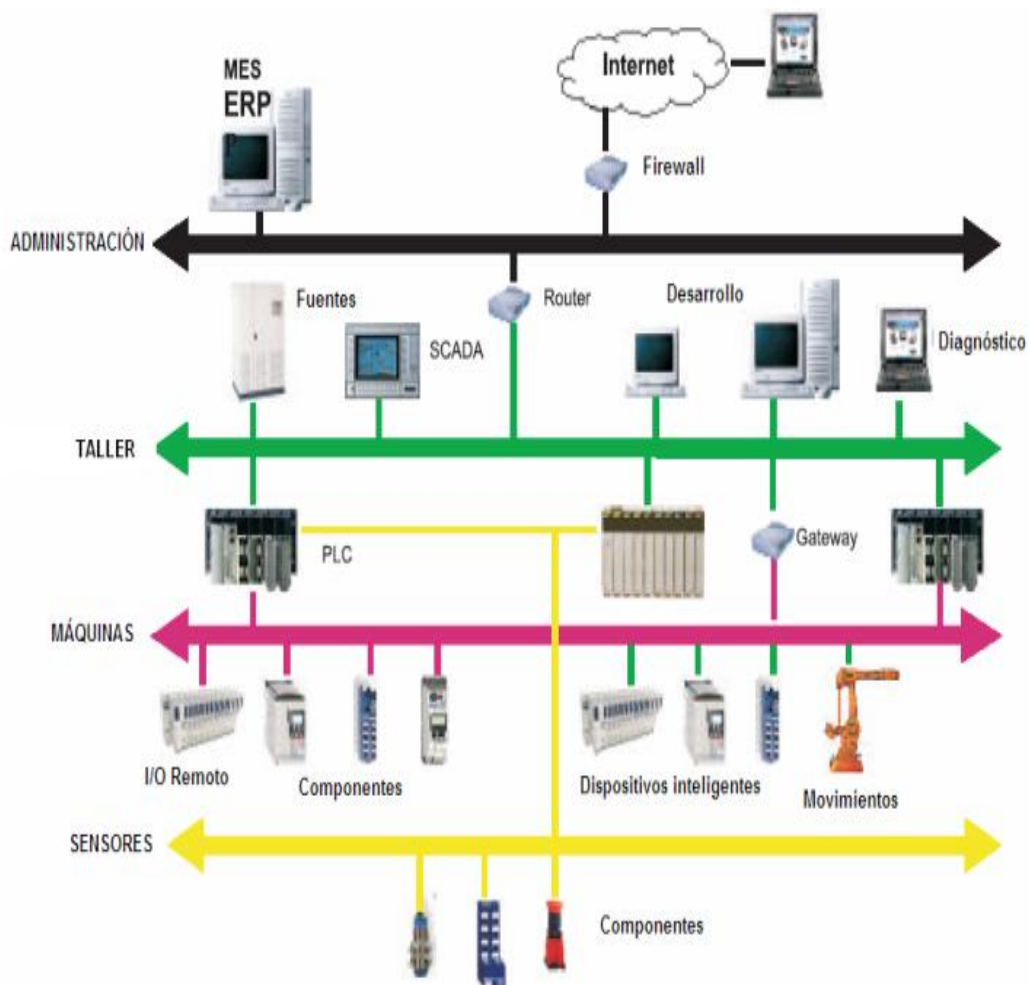 MES
ERP
Internet
Firewall
ADMINISTRACIÓN
Fuentes
SCADA
Router
Desarrollo
Diagnóstico
TALLER
PLC
Gateway
MÁQUINAS
I/O Remoto
Componentes
Dispositivos inteligentes
Movimientos
SENSORES
Componentes